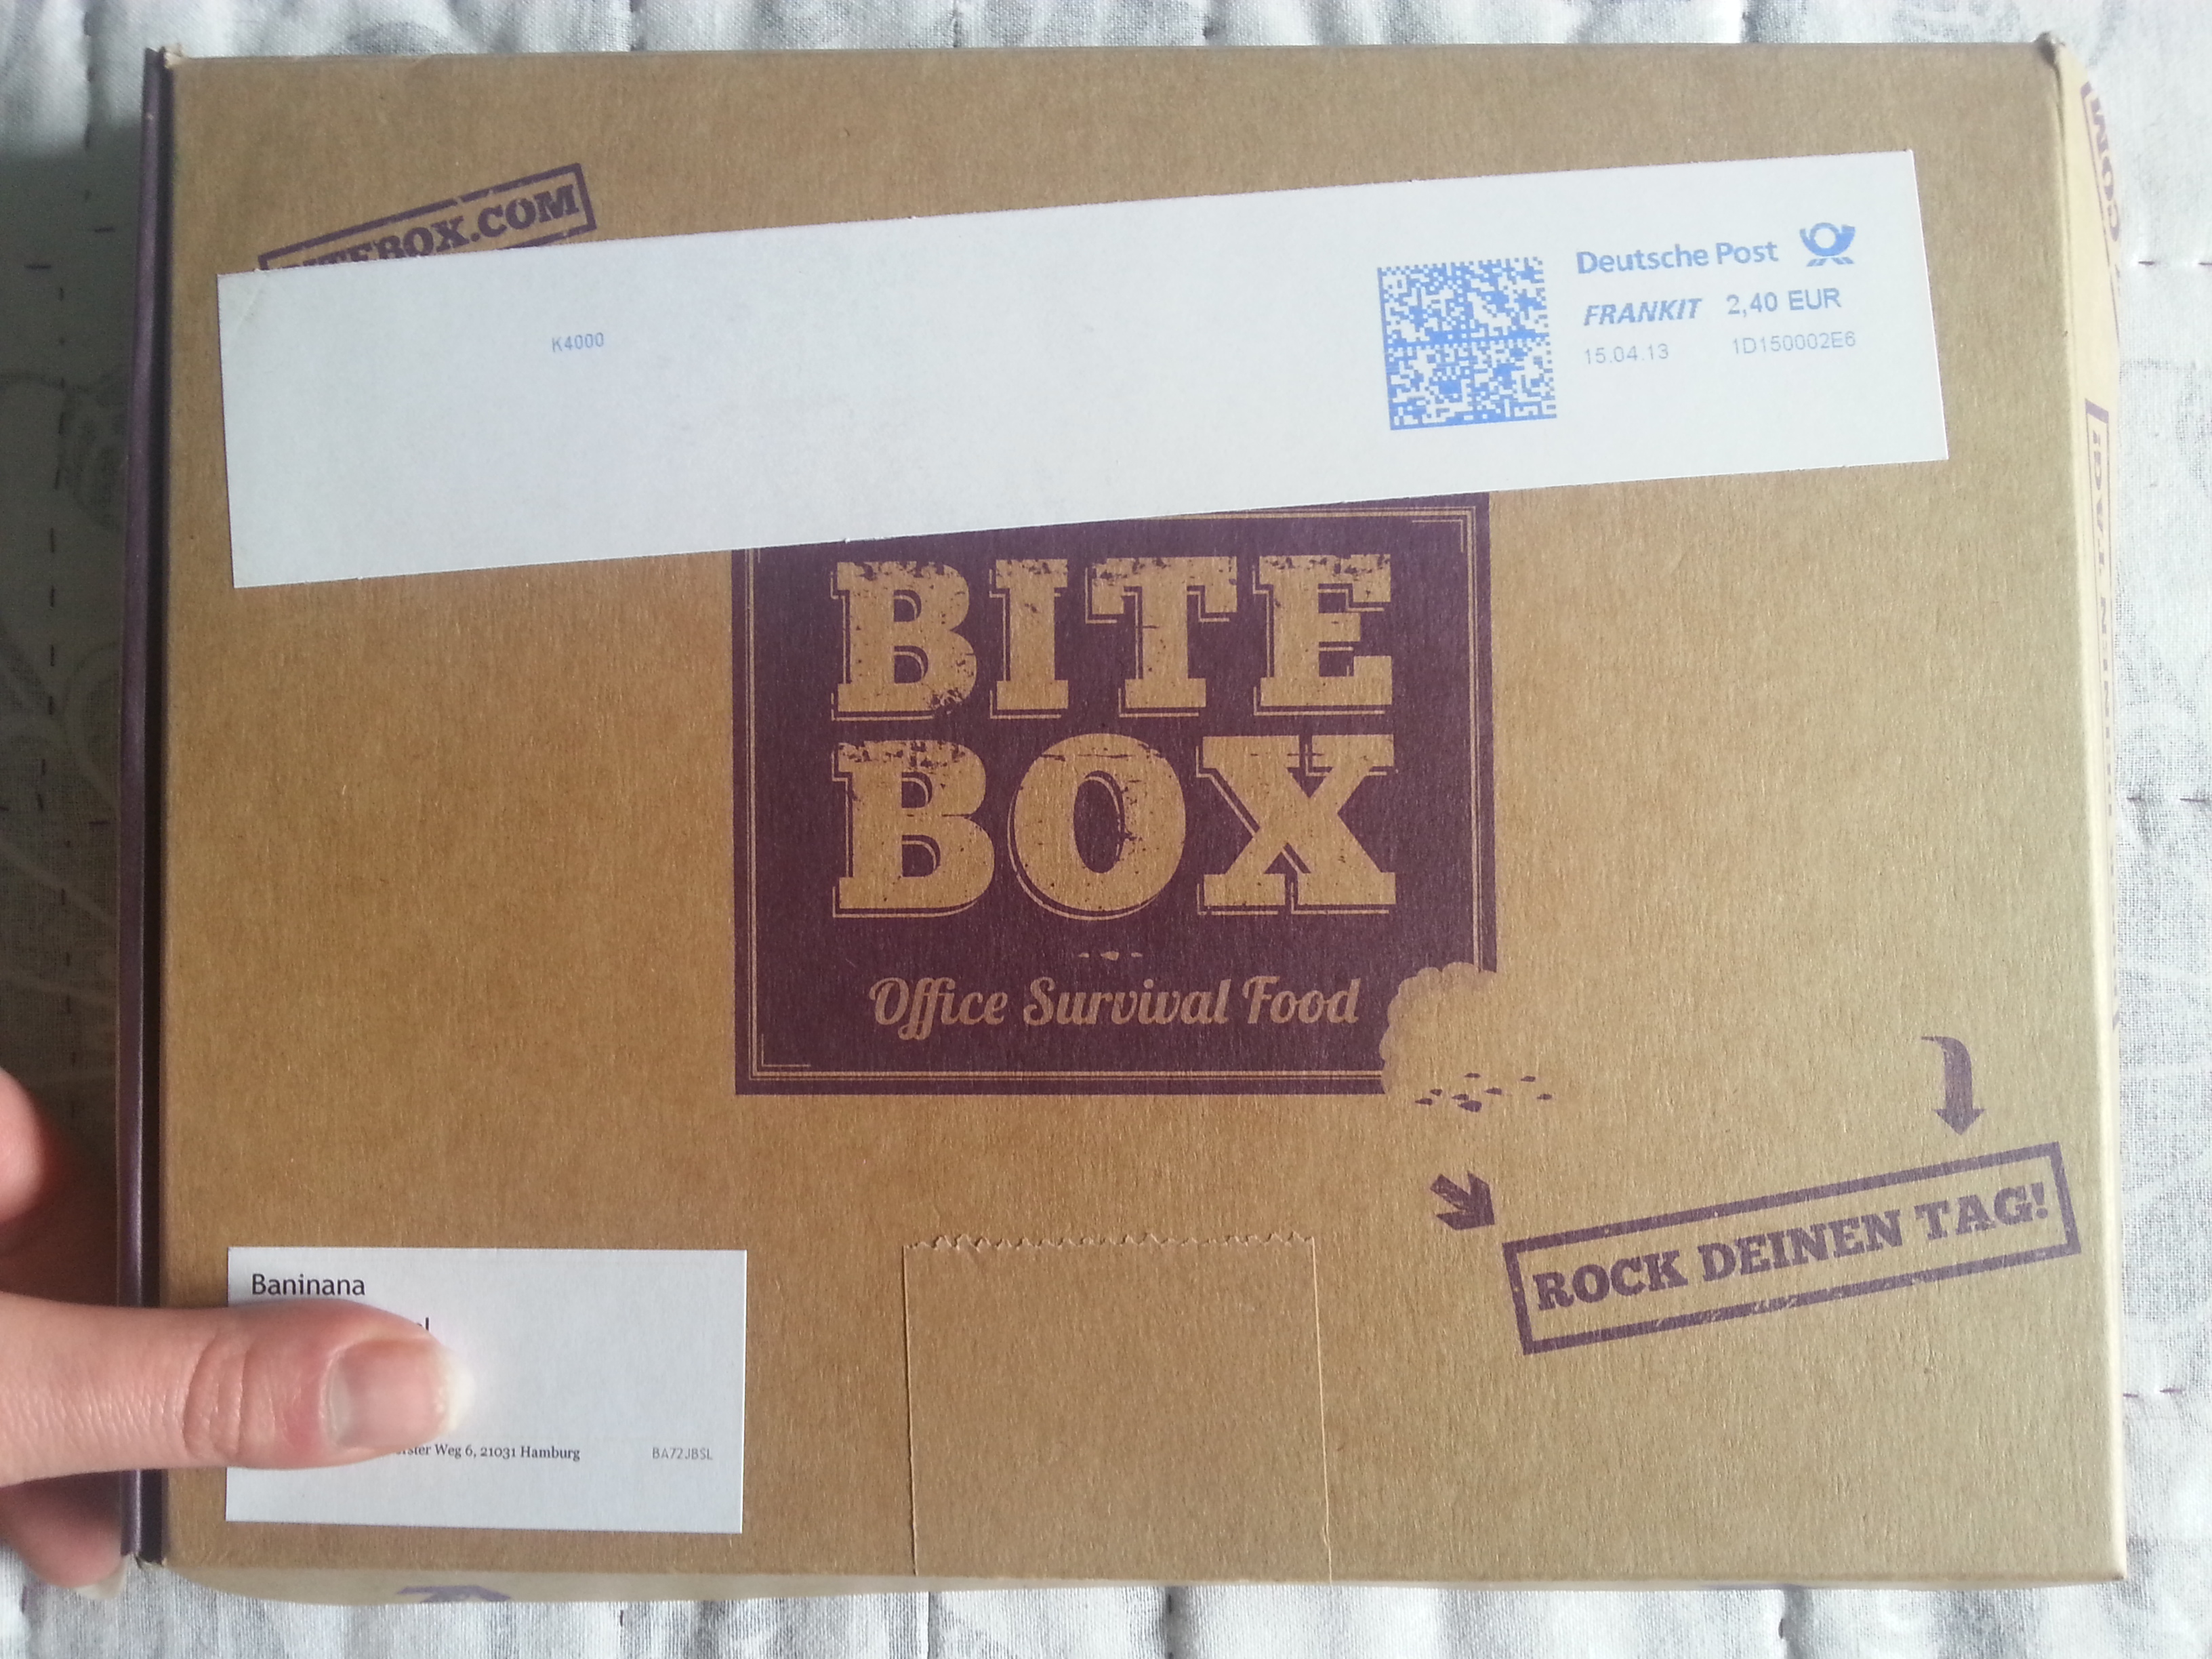 BITEBOX.COM
Deutsche Post
FRANKIT 2,40 EUR
15.04.13 1D150002E6
K4000
BITE
BOX
Office Survival Food
ROCK DEINEN TAG!
Baninana
Weg 6, 21031 Hamburg
BA72JBSL
COM